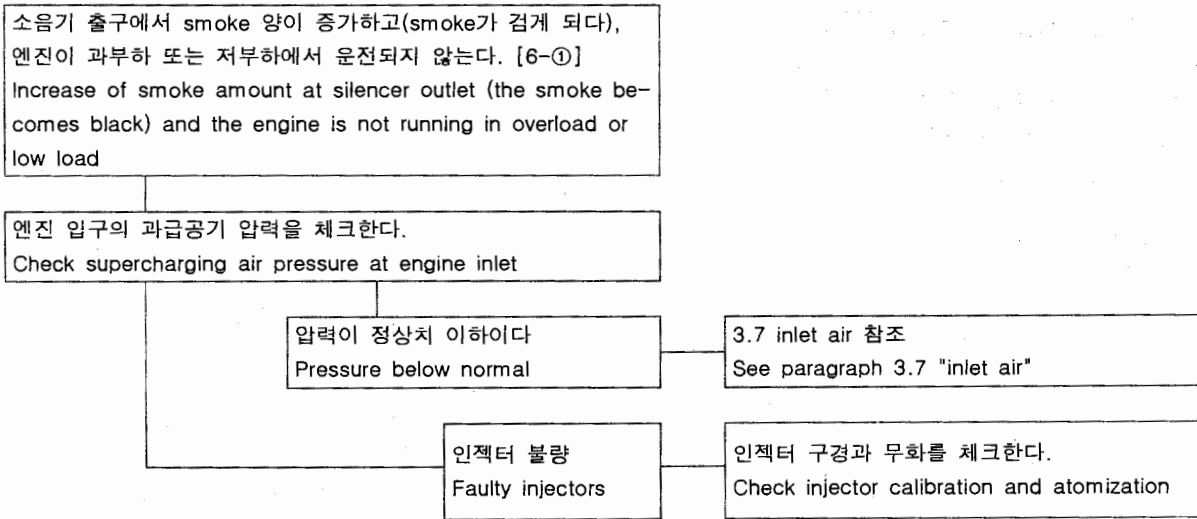 소음기 출구에서 smoke 양이 증가하고(smoke가 검게 되다),
엔진이 과부하 또는 저부하에서 운전되지 않는다. [6-①]
Increase of smoke amount at silencer outlet (the smoke be-
comes black) and the engine is not running in overload or
low load
엔진 입구의 과급공기 압력을 체크한다.
Check supercharging air pressure at engine inlet
압력이 정상치 이하이다
Pressure below normal
3.7 inlet air 참조
See paragraph 3.7 "inlet air"
인젝터 불량
Faulty injectors
인젝터 구경과 무화를 체크한다.
Check injector calibration and atomization